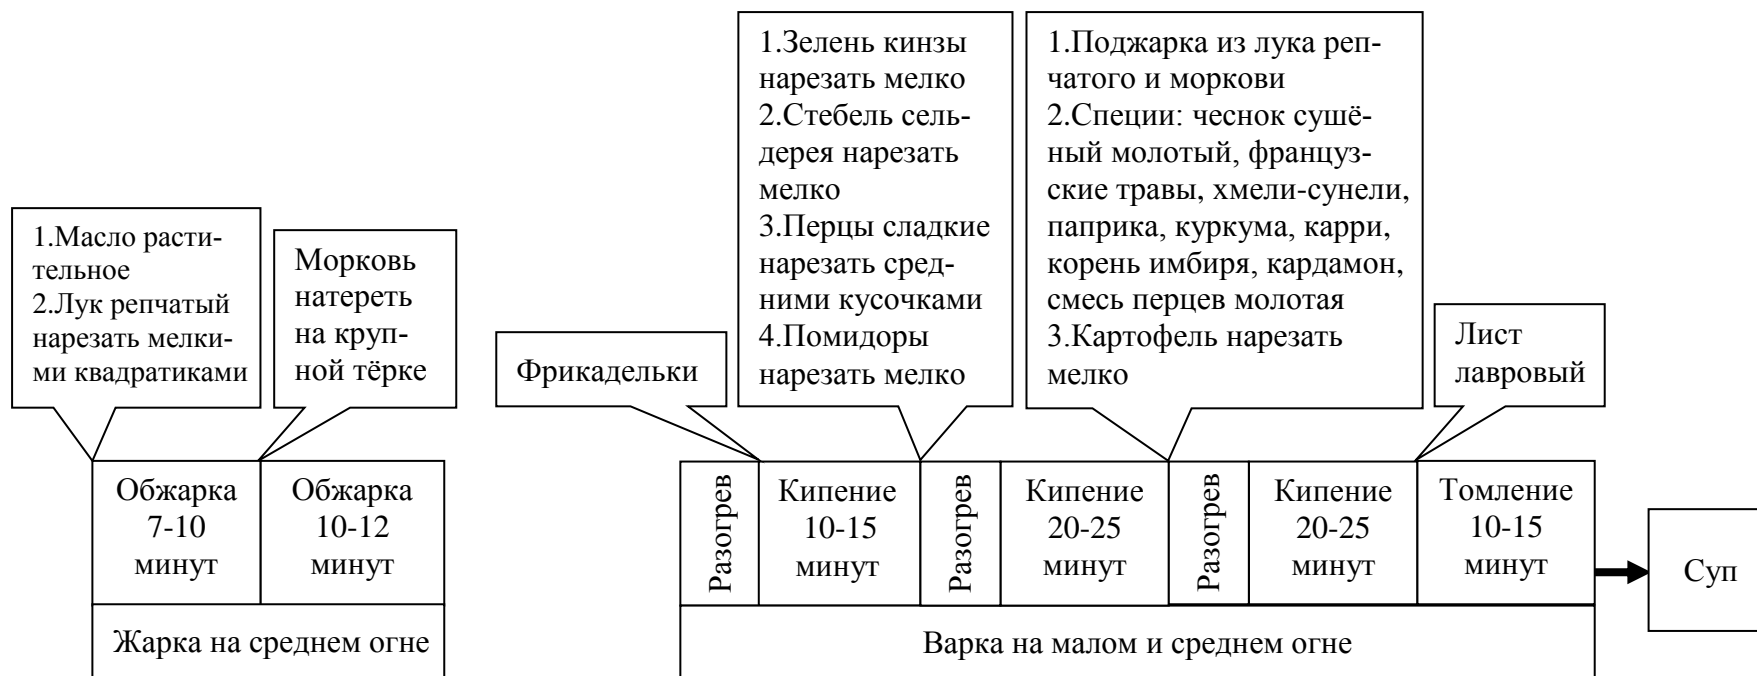 1.Масло расти-
тельное
2.Лук репчатый
нарезать мелки-
ми квадратиками
Морковь
натереть
на круп-
ной тёрке
Обжарка
7-10
минут
Обжарка
10-12
минут
Жарка на среднем огне
Фрикадельки
1.Зелень кинзы
нарезать мелко
2.Стебель сель-
дерея нарезать
мелко
3.Перцы сладкие
нарезать сред-
ними кусочками
4.Помидоры
нарезать мелко
1.Поджарка из лука реп-
чатого и моркови
2.Специи: чеснок сушё-
ный молотый, француз-
ские травы, хмели-сунели,
паприка, куркума, карри,
корень имбиря, кардамон,
смесь перцев молотая
3.Картофель нарезать
мелко
Лист
лавровый
Разогрев
Кипение
10-15
минут
Разогрев
Кипение
20-25
минут
Разогрев
Кипение
20-25
минут
Томление
10-15
минут
Варка на малом и среднем огне
Суп